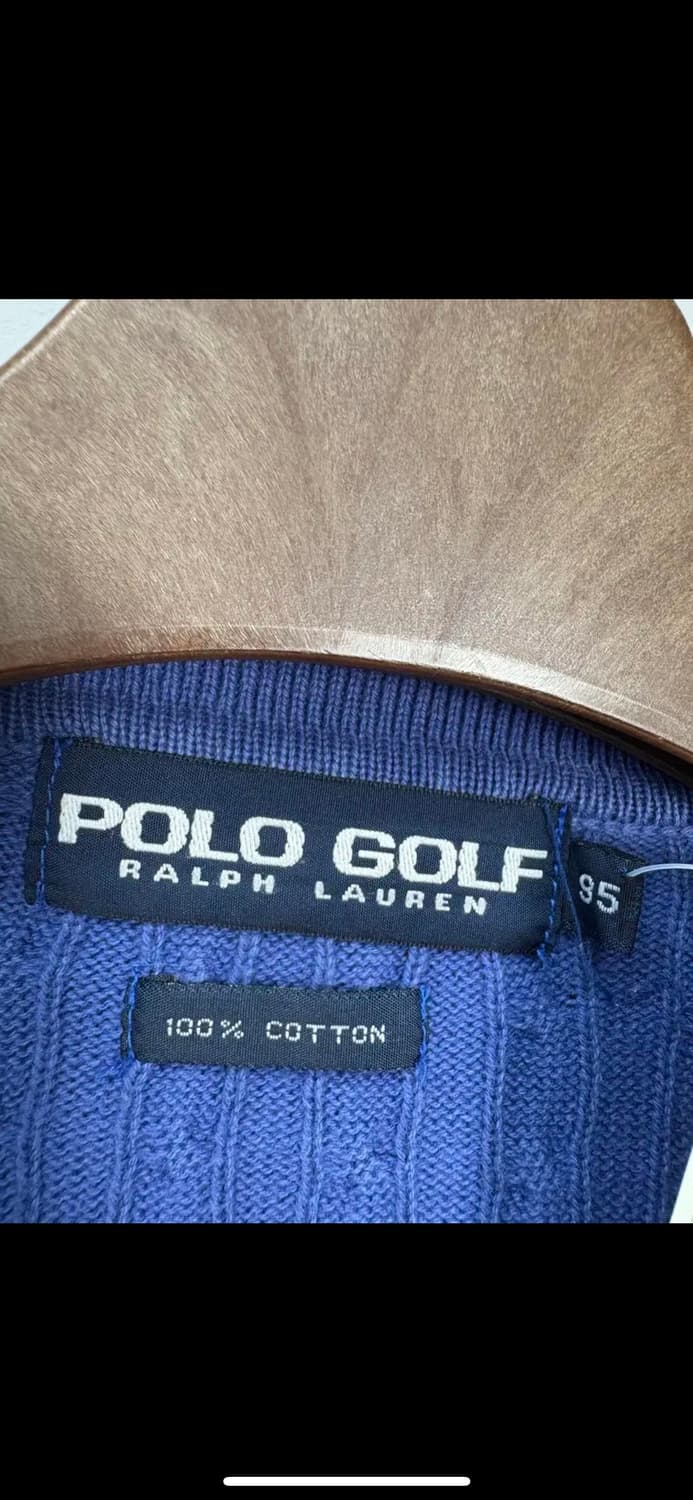 POLO GOLF
RALPH LAUREN
95
100% COTTON